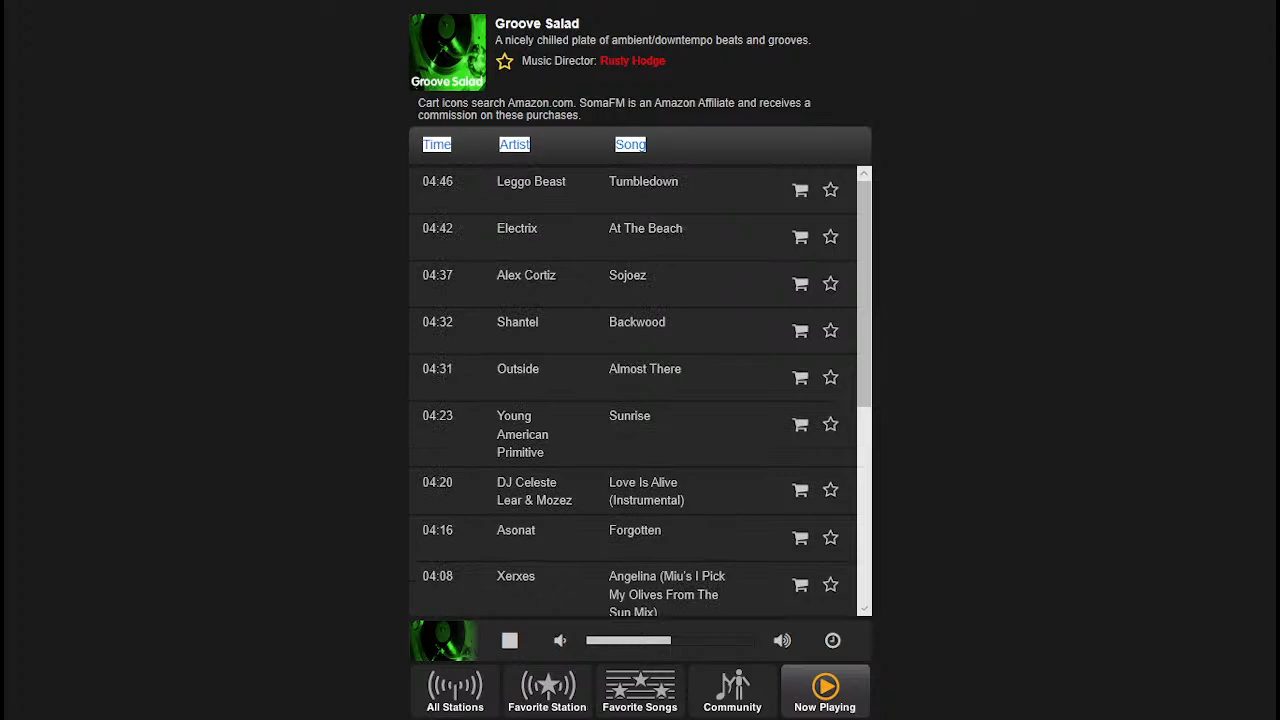 Groove Salad
A nicely chilled plate of ambient/downtempo beats and grooves.
Music Director: Rusty Hodge
Groove Salad
Cart icons search Amazon.com. SomaFM is an Amazon Affiliate and receives a
commission on these purchases.
Time Artist Song
04:46 Leggo Beast Tumbledown
04:42 Electrix At The Beach
04:37 Alex Cortiz Sojoez
04:32 Shantel Backwood
04:31 Outside Almost There
04:23 Young Sunrise
American
Primitive
04:20 DJ Celeste Love Is Alive
Lear & Mozez (Instrumental)
04:16 Asonat Forgotten
04:08 Xerxes Angelina (Miu's I Pick
My Olives From The
Sun Mix)
All Stations Favorite Station Favorite Songs Community Now Playing